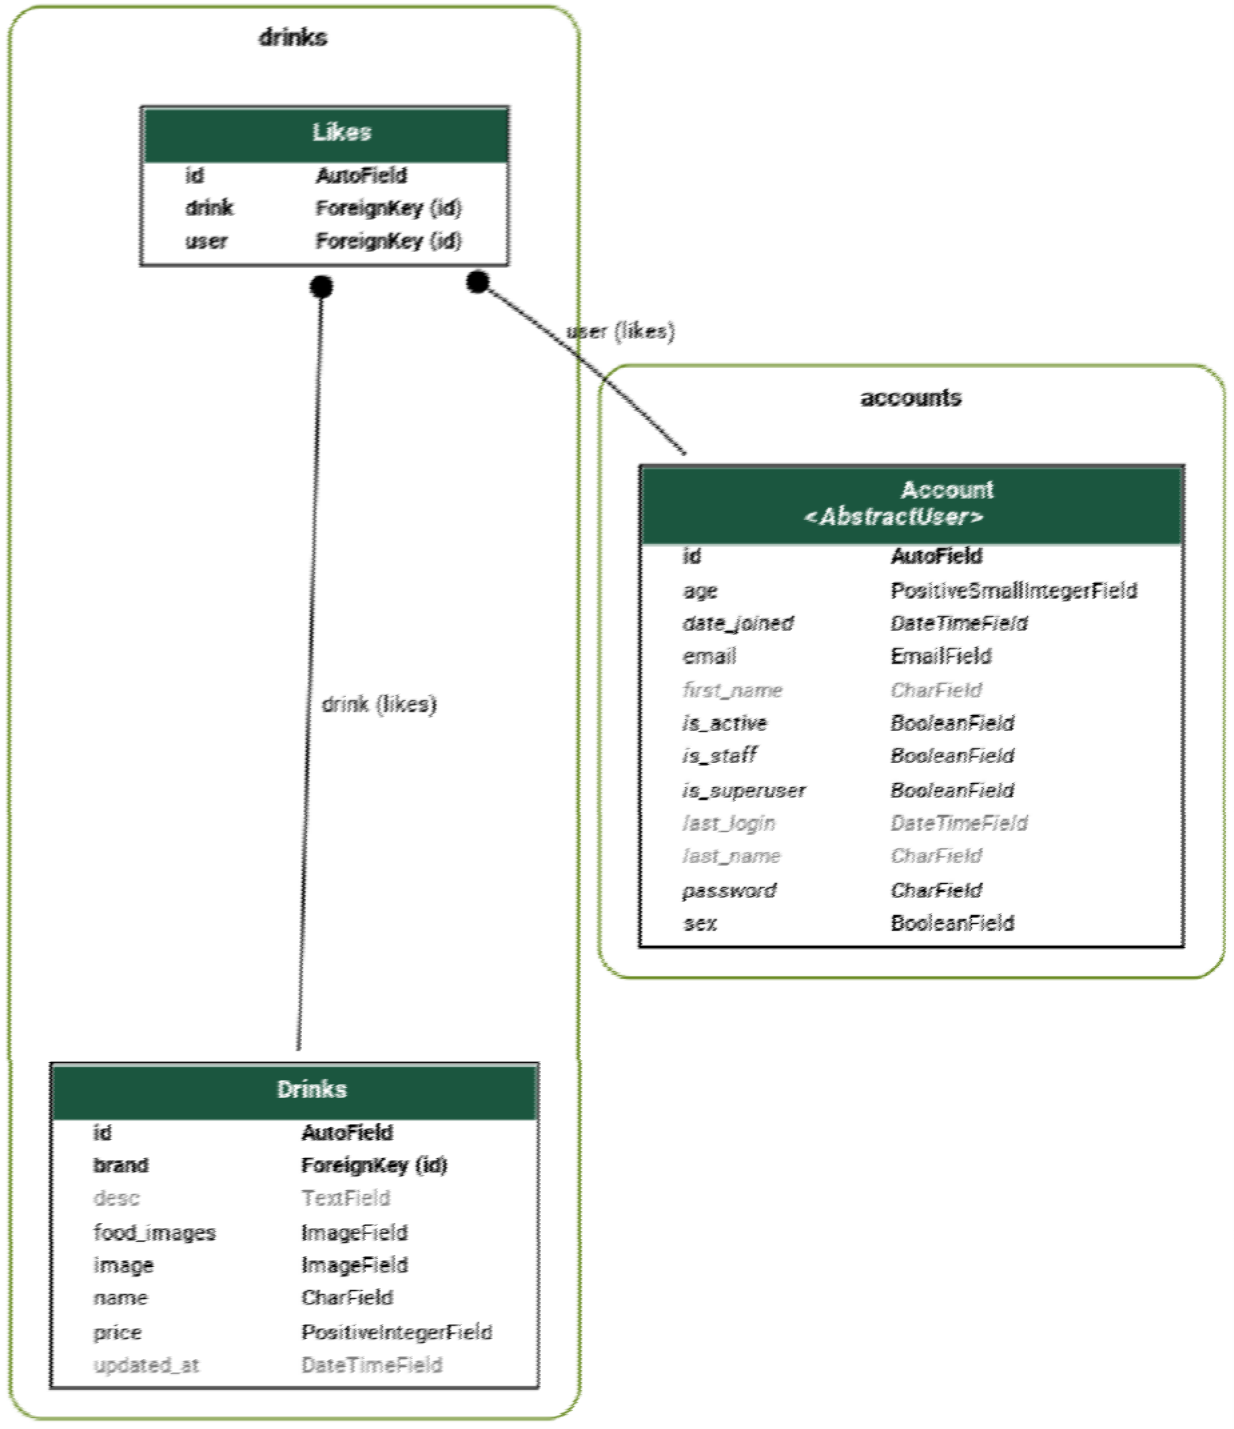 drinks
Likes
id AutoField
drink ForeignKey (id)
user ForeignKey (id)
user (likes)
accounts
Account
<AbstractUser>
id AutoField
age PositiveSmallIntegerField
date_joined DateTimeField
email EmailField
first_name CharField
is_active BooleanField
is_staff BooleanField
is_superuser BooleanField
last_login DateTimeField
last_name CharField
password CharField
sex BooleanField
drink (likes)
Drinks
id AutoField
brand ForeignKey (id)
desc TextField
food_images ImageField
image ImageField
name CharField
price PositiveIntegerField
updated_at DateTimeField